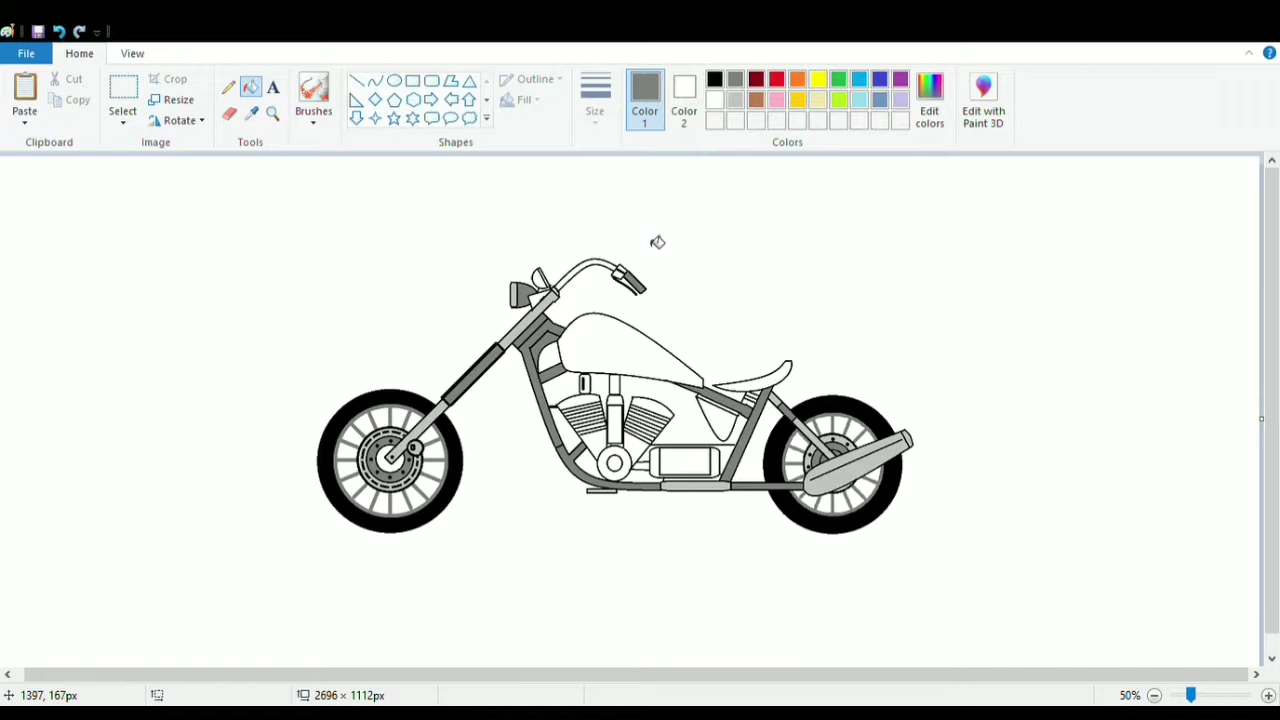 File Home View
Paste
Cut
Copy
Clipboard
Select
Crop
Resize
Rotate
Image
A
Tools
Brushes
Shapes
Outline
Fill
Size
Color 1
Color 2
Edit colors
Colors
Edit with Paint 3D
1397, 167px
2696 × 1112px
50%